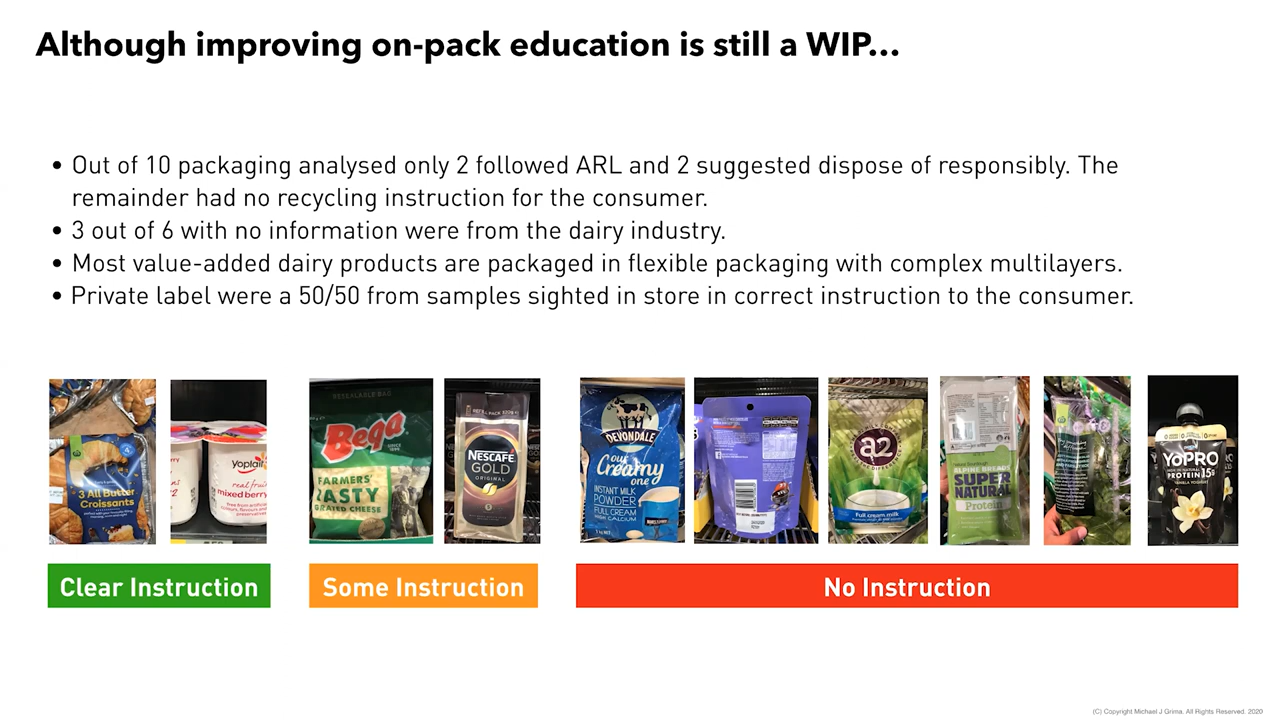 Although improving on-pack education is still a WIP...
• Out of 10 packaging analysed only 2 followed ARL and 2 suggested dispose of responsibly. The
remainder had no recycling instruction for the consumer.
• 3 out of 6 with no information were from the dairy industry.
• Most value-added dairy products are packaged in flexible packaging with complex multilayers.
• Private label were a 50/50 from samples sighted in store in correct instruction to the consumer.
3 All Butter
Croissants
Yoplait
real fruit
mixed berry
RESEALABLE BAG
Bega
FARMERS'
TASTY
GRATED CHEESE
REFILL PACK
NESCAFÉ
GOLD
ORIGINAL
DEVONDALE
our
Creamy
one
INSTANT MILK
POWDER
FULL CREAM
HIGH CALCIUM
a2
Full cream milk
ALPINE BREADS
SUPER
NATURAL
Protein
YoPRO
PROTEIN 15g
VANILLA YOGHURT
Clear Instruction
Some Instruction
No Instruction
(C) Copyright Michael J Grima. All Rights Reserved. 2020